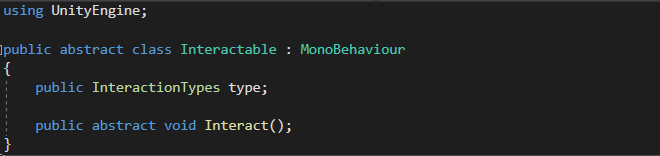 using UnityEngine;
public abstract class Interactable : MonoBehaviour
{
public InteractionTypes type;
public abstract void Interact();
}